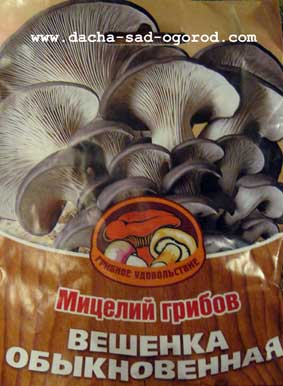 www.dacha-sad-ogorod.com
ГРИБНОЕ УДОВОЛЬСТВИЕ
Мицелий грибов
ВЕШЕНКА
ОБЫКНОВЕННАЯ